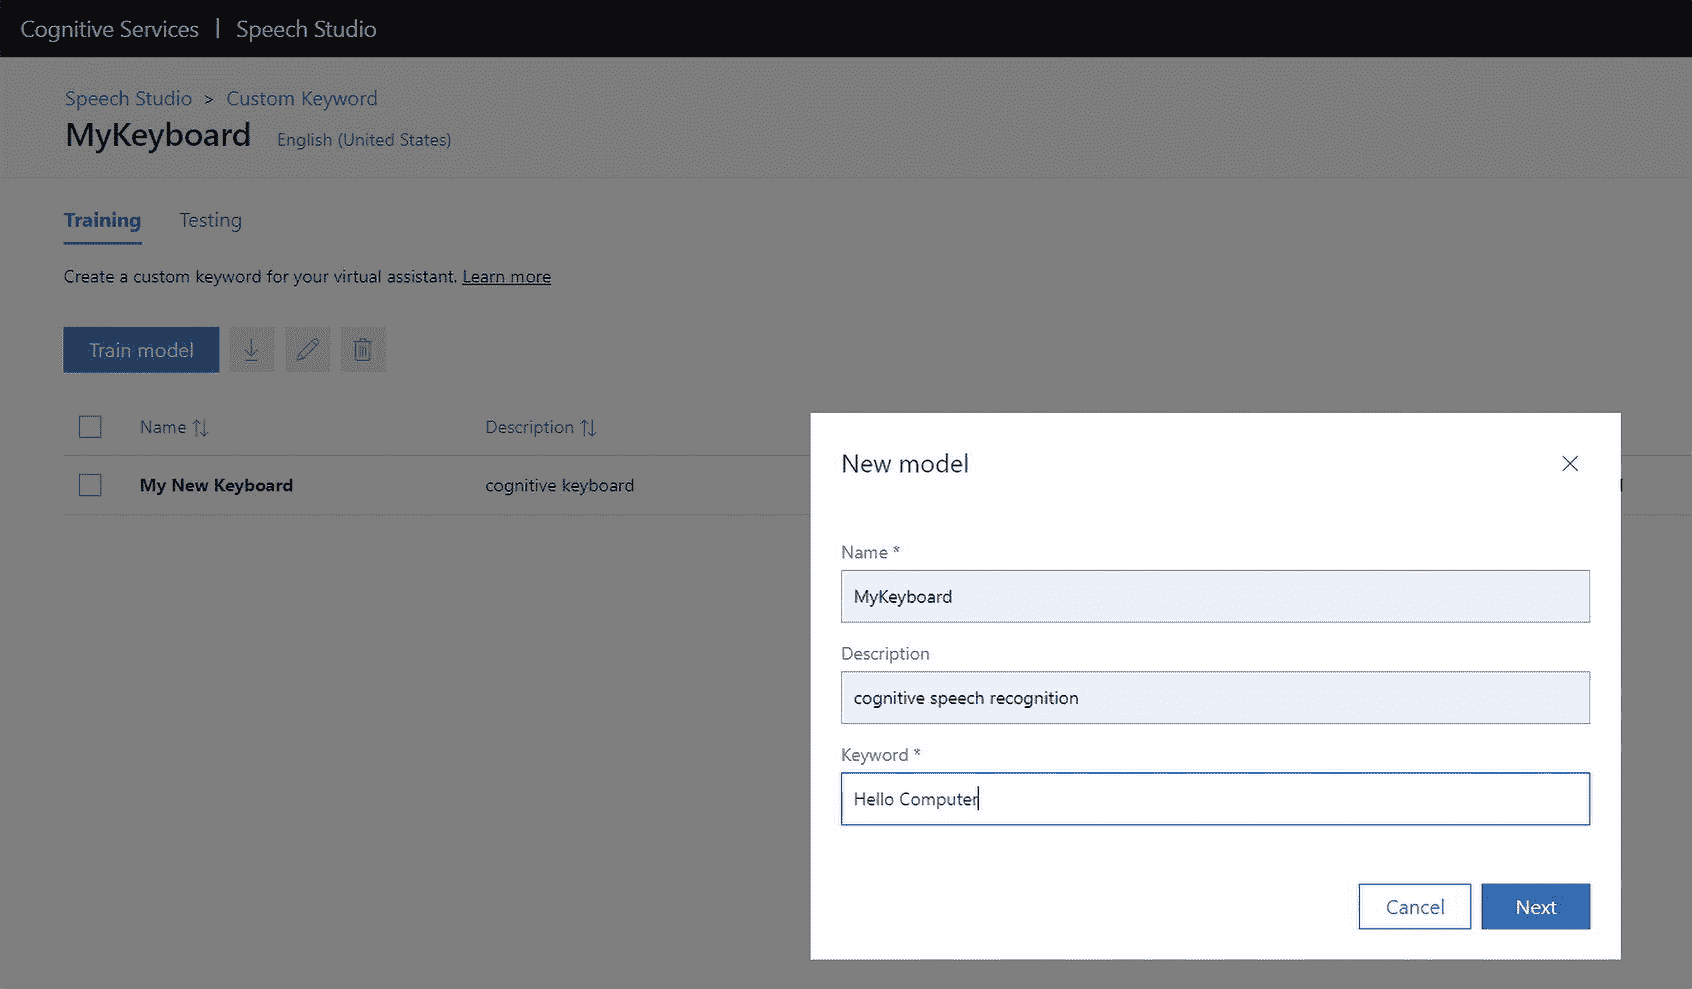 Cognitive Services | Speech Studio
Speech Studio > Custom Keyword
MyKeyboard English (United States)
Training Testing
Create a custom keyword for your virtual assistant. Learn more
Train model
Name Description
My New Keyboard cognitive keyboard
New model
Name *
MyKeyboard
Description
cognitive speech recognition
Keyword *
Hello Computer
Cancel Next